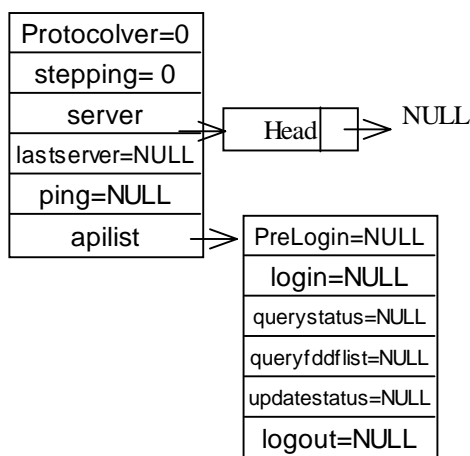 Protocolver=0
stepping= 0
server
Head
NULL
lastserver=NULL
ping=NULL
apilist
PreLogin=NULL
login=NULL
querystatus=NULL
queryfddflist=NULL
updatestatus=NULL
logout=NULL